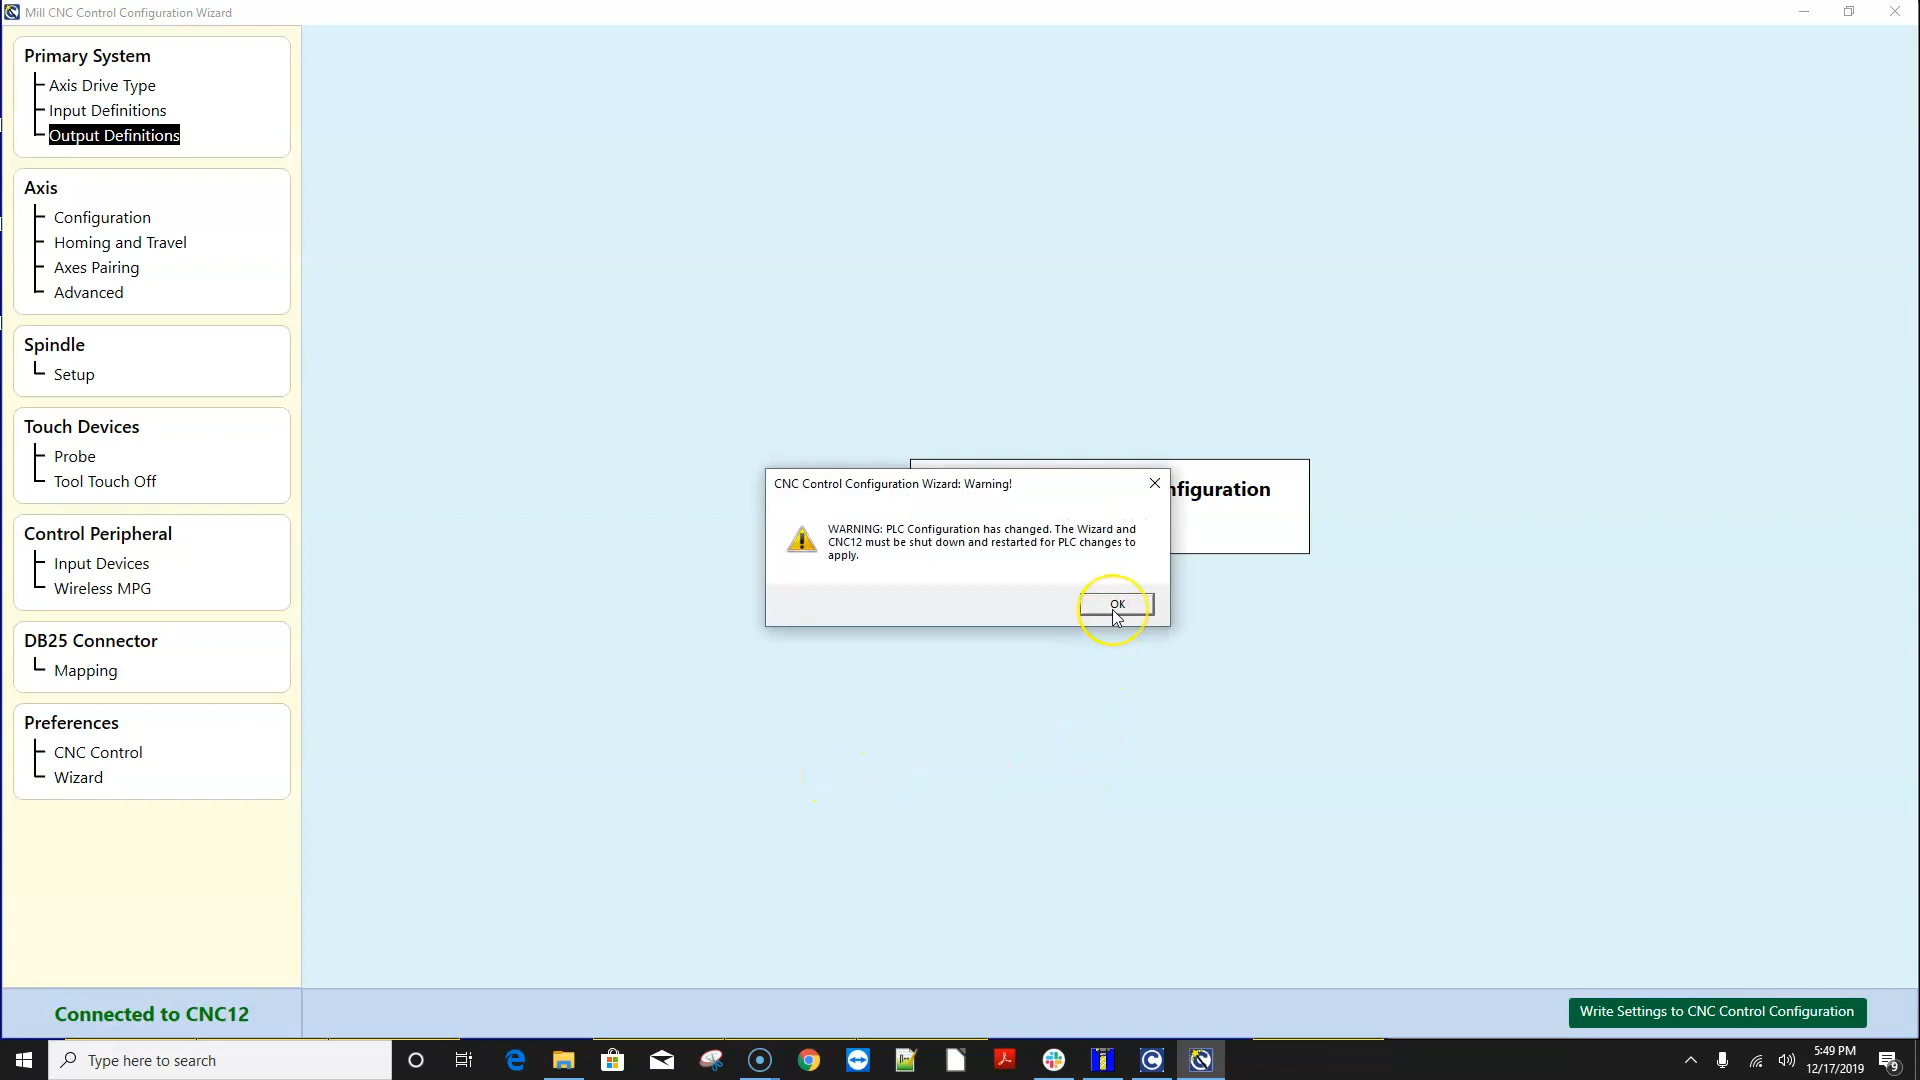 Mill CNC Control Configuration Wizard
Primary System
Axis Drive Type
Input Definitions
Output Definitions
Axis
Configuration
Homing and Travel
Axes Pairing
Advanced
Spindle
Setup
Touch Devices
Probe
Tool Touch Off
Control Peripheral
Input Devices
Wireless MPG
DB25 Connector
Mapping
Preferences
CNC Control
Wizard
nfiguration
CNC Control Configuration Wizard: Warning!
WARNING: PLC Configuration has changed. The Wizard and
CNC12 must be shut down and restarted for PLC changes to
apply.
OK
Connected to CNC12
Write Settings to CNC Control Configuration
Type here to search
5:49 PM
12/17/2019
9